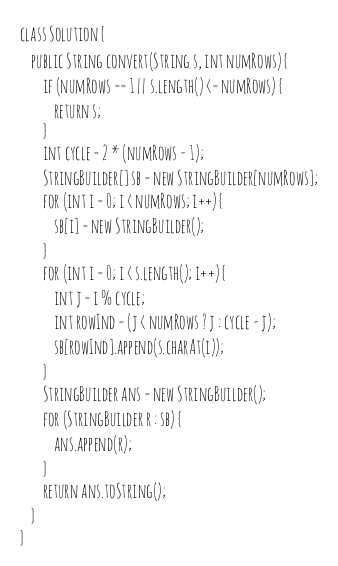 class Solution {
public String convert(String s, int numRows) {
if (numRows == 1 || s.length() <= numRows) {
return s;
}
int cycle = 2 * (numRows - 1);
StringBuilder[] sb = new StringBuilder[numRows];
for (int i = 0; i < numRows; i++) {
sb[i] = new StringBuilder();
}
for (int i = 0; i < s.length(); i++) {
int j = i % cycle;
int rowInd = (j < numRows ? j : cycle - j);
sb[rowInd].append(s.charAt(i));
}
StringBuilder ans = new StringBuilder();
for (StringBuilder r : sb) {
ans.append(r);
}
return ans.toString();
}
}